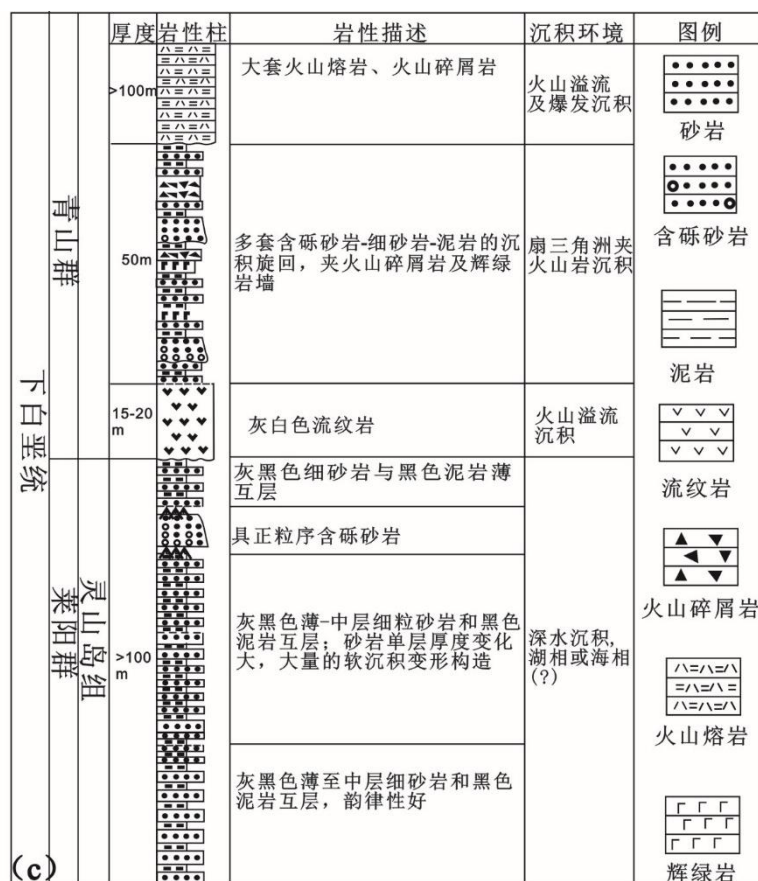 厚度 岩性柱 岩性描述 沉积环境 图例
下白垩统
青山群
莱阳群
灵山岛组
>100m
大套火山熔岩、火山碎屑岩
火山溢流
及爆发沉积
50m
多套含砾砂岩-细砂岩-泥岩的沉
积旋回，夹火山碎屑岩及辉绿
岩墙
扇三角洲夹
火山岩沉积
15-20
m
灰白色流纹岩
火山溢流
沉积
>100
m
灰黑色细砂岩与黑色泥岩薄
互层
具正粒序含砾砂岩
灰黑色薄-中层细粒砂岩和黑色
泥岩互层；砂岩单层厚度变化
大，大量的软沉积变形构造
灰黑色薄至中层细砂岩和黑色
泥岩互层，韵律性好
深水沉积，
湖相或海相
(?)
砂岩
含砾砂岩
泥岩
流纹岩
火山碎屑岩
火山熔岩
辉绿岩
(c)